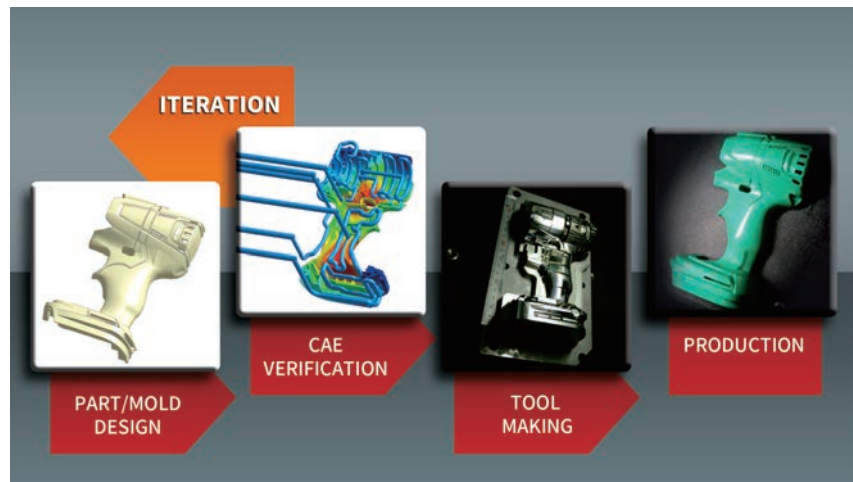 ITERATION
PART/MOLD
DESIGN
CAE
VERIFICATION
TOOL
MAKING
PRODUCTION